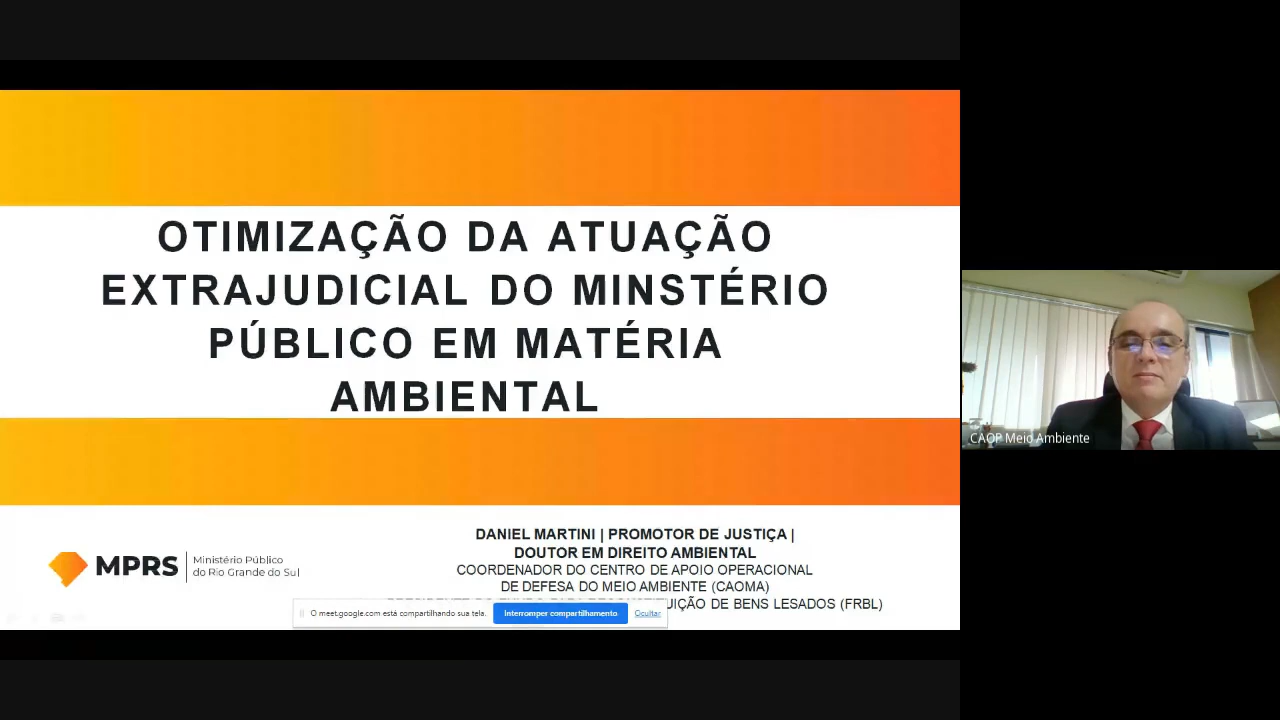 OTIMIZAÇÃO DA ATUAÇÃO
EXTRAJUDICIAL DO MINSTÉRIO
PÚBLICO EM MATÉRIA
AMBIENTAL
MPRS
Ministério Público
do Rio Grande do Sul
DANIEL MARTINI | PROMOTOR DE JUSTIÇA |
DOUTOR EM DIREITO AMBIENTAL
COORDENADOR DO CENTRO DE APOIO OPERACIONAL
DE DEFESA DO MEIO AMBIENTE (CAOMA)
UIÇÃO DE BENS LESADOS (FRBL)
O meet.google.com está compartilhando sua tela.
Interromper compartilhamento
Ocultar
CAOP Meio Ambiente